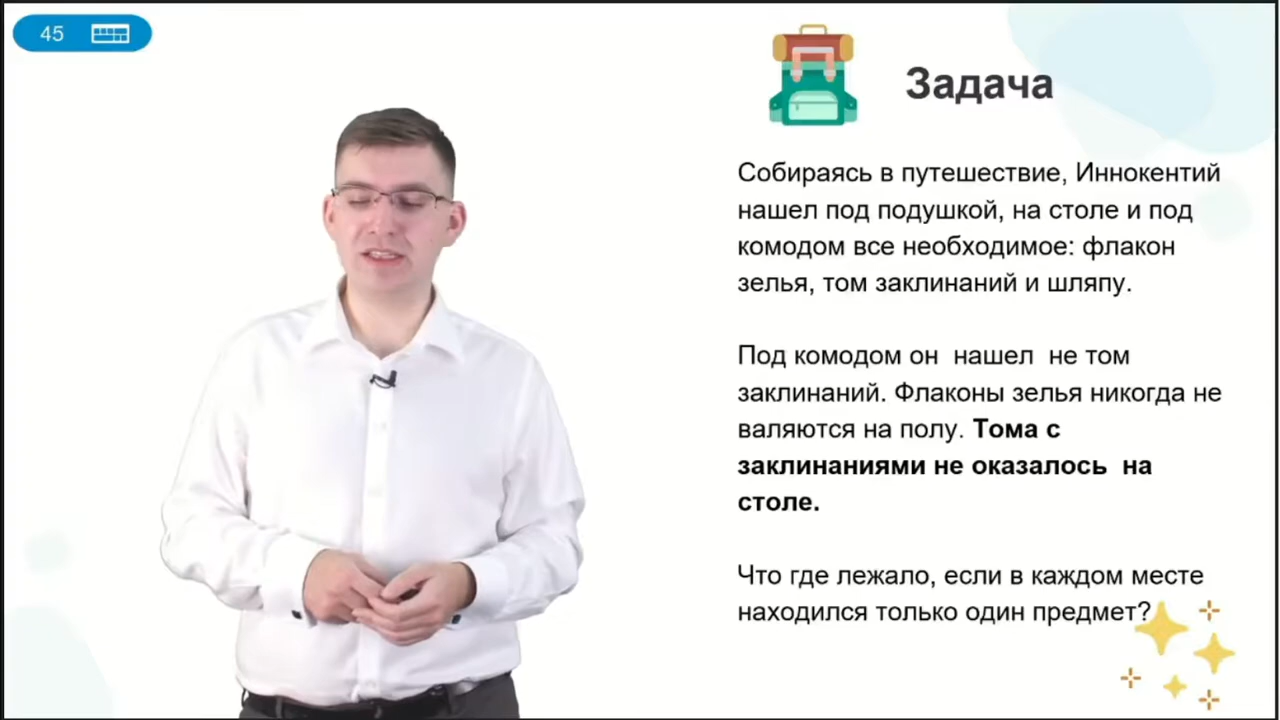 45
Задача
Собираясь в путешествие, Иннокентий
нашел под подушкой, на столе и под
комодом все необходимое: флакон
зелья, том заклинаний и шляпу.
Под комодом он нашел не том
заклинаний. Флаконы зелья никогда не
валяются на полу. Тома с
заклинаниями не оказалось на
столе.
Что где лежало, если в каждом месте
находился только один предмет?